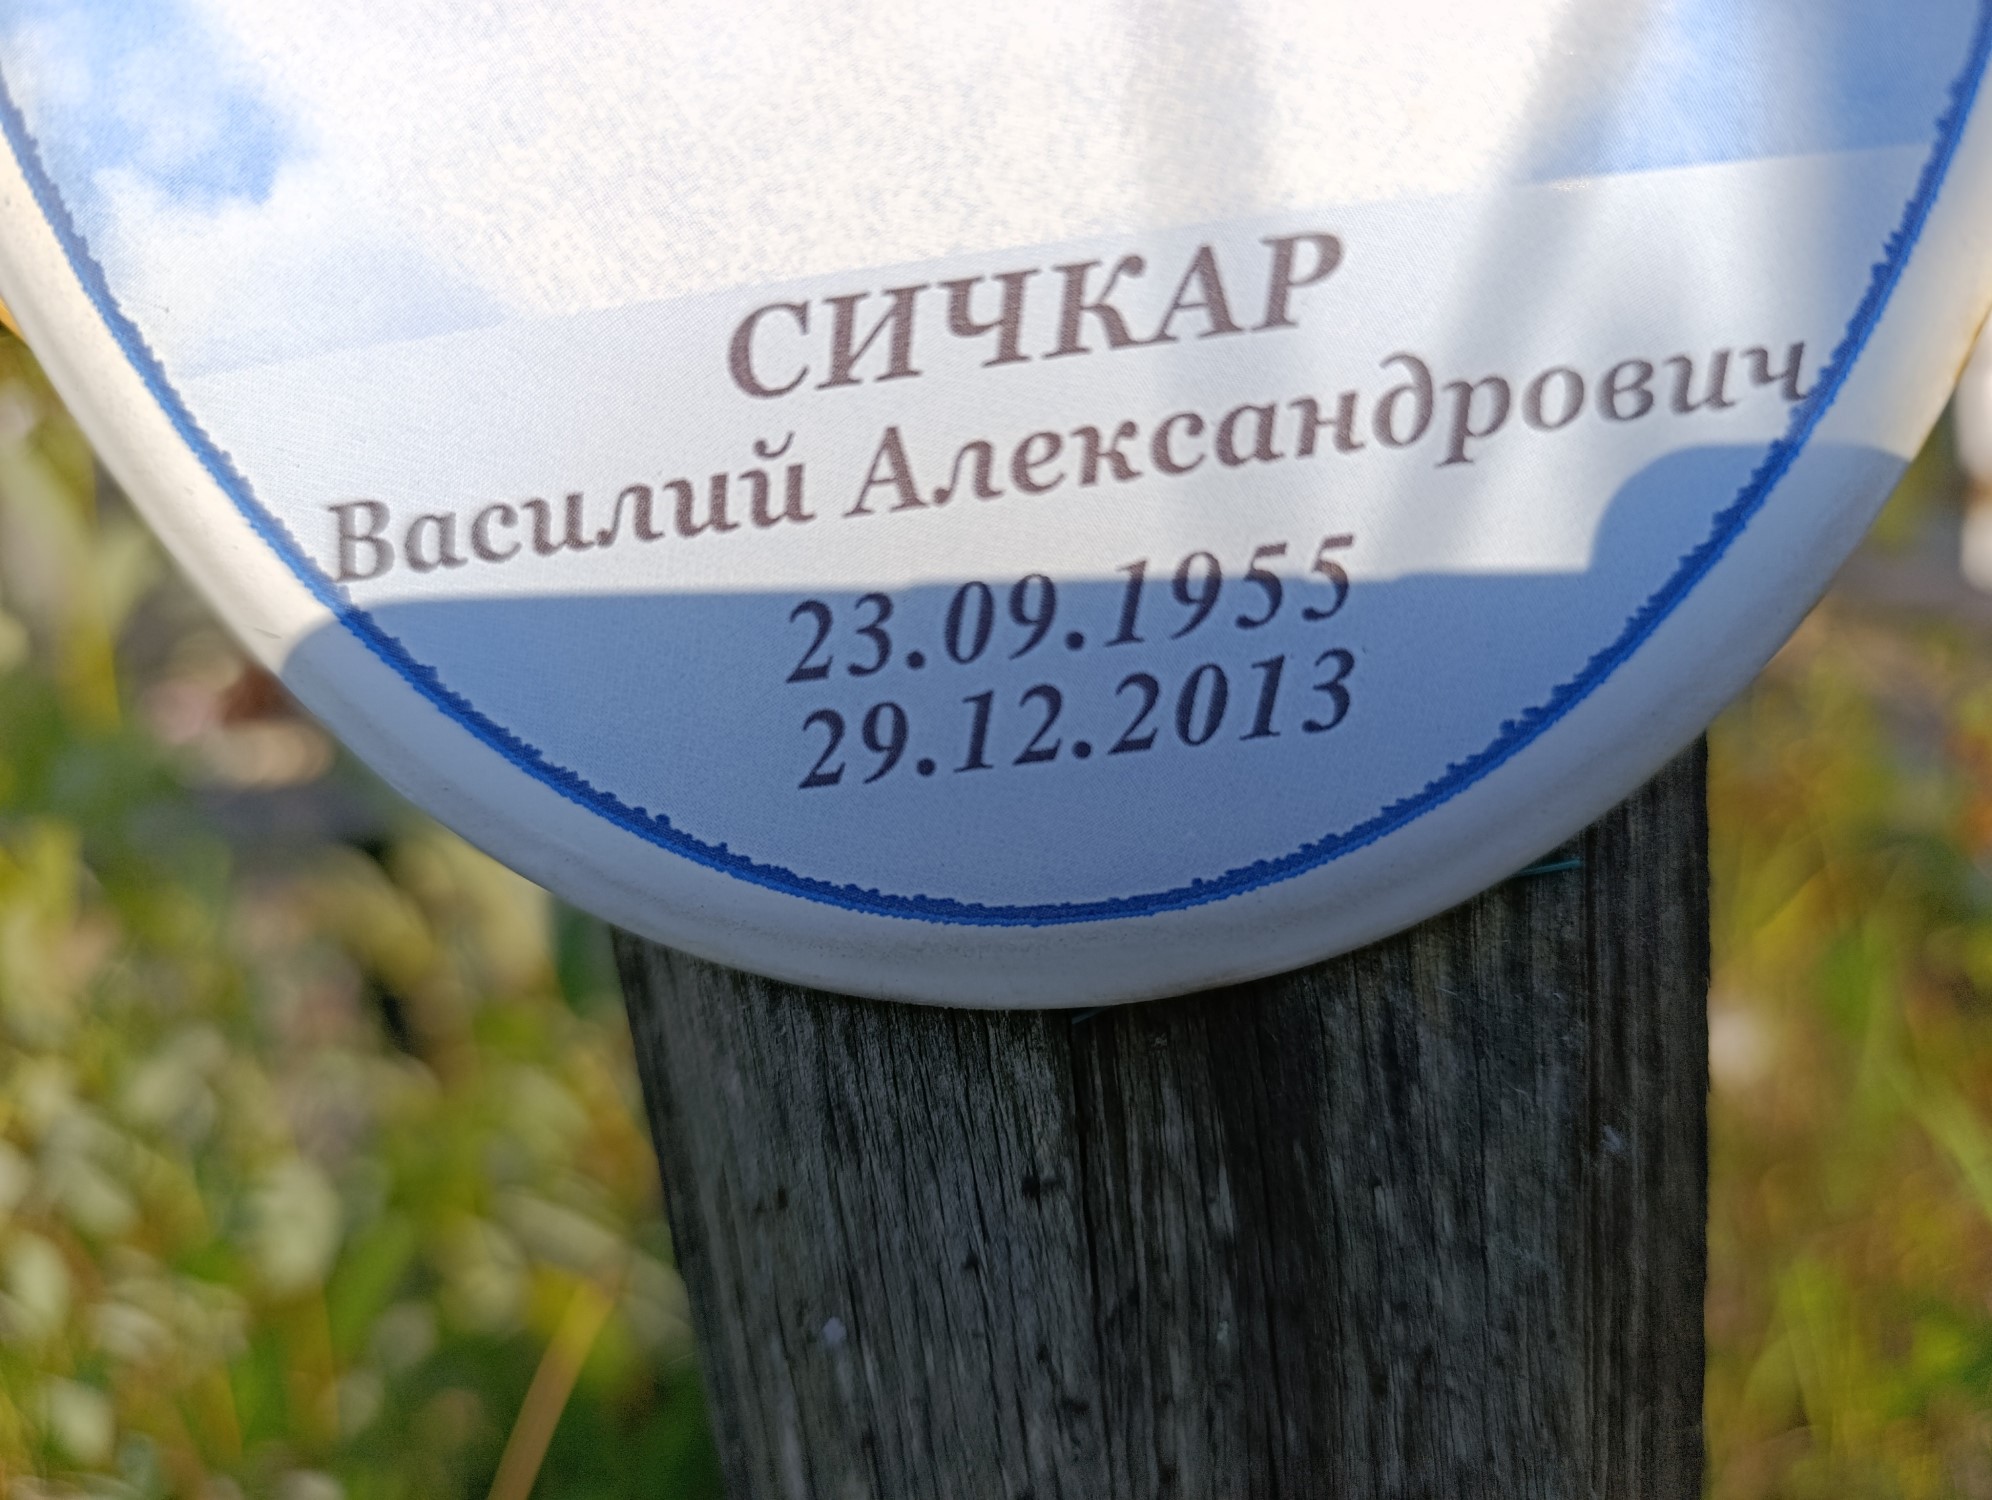 СИЧКАР
Василий Александрович
23.09.1955
29.12.2013